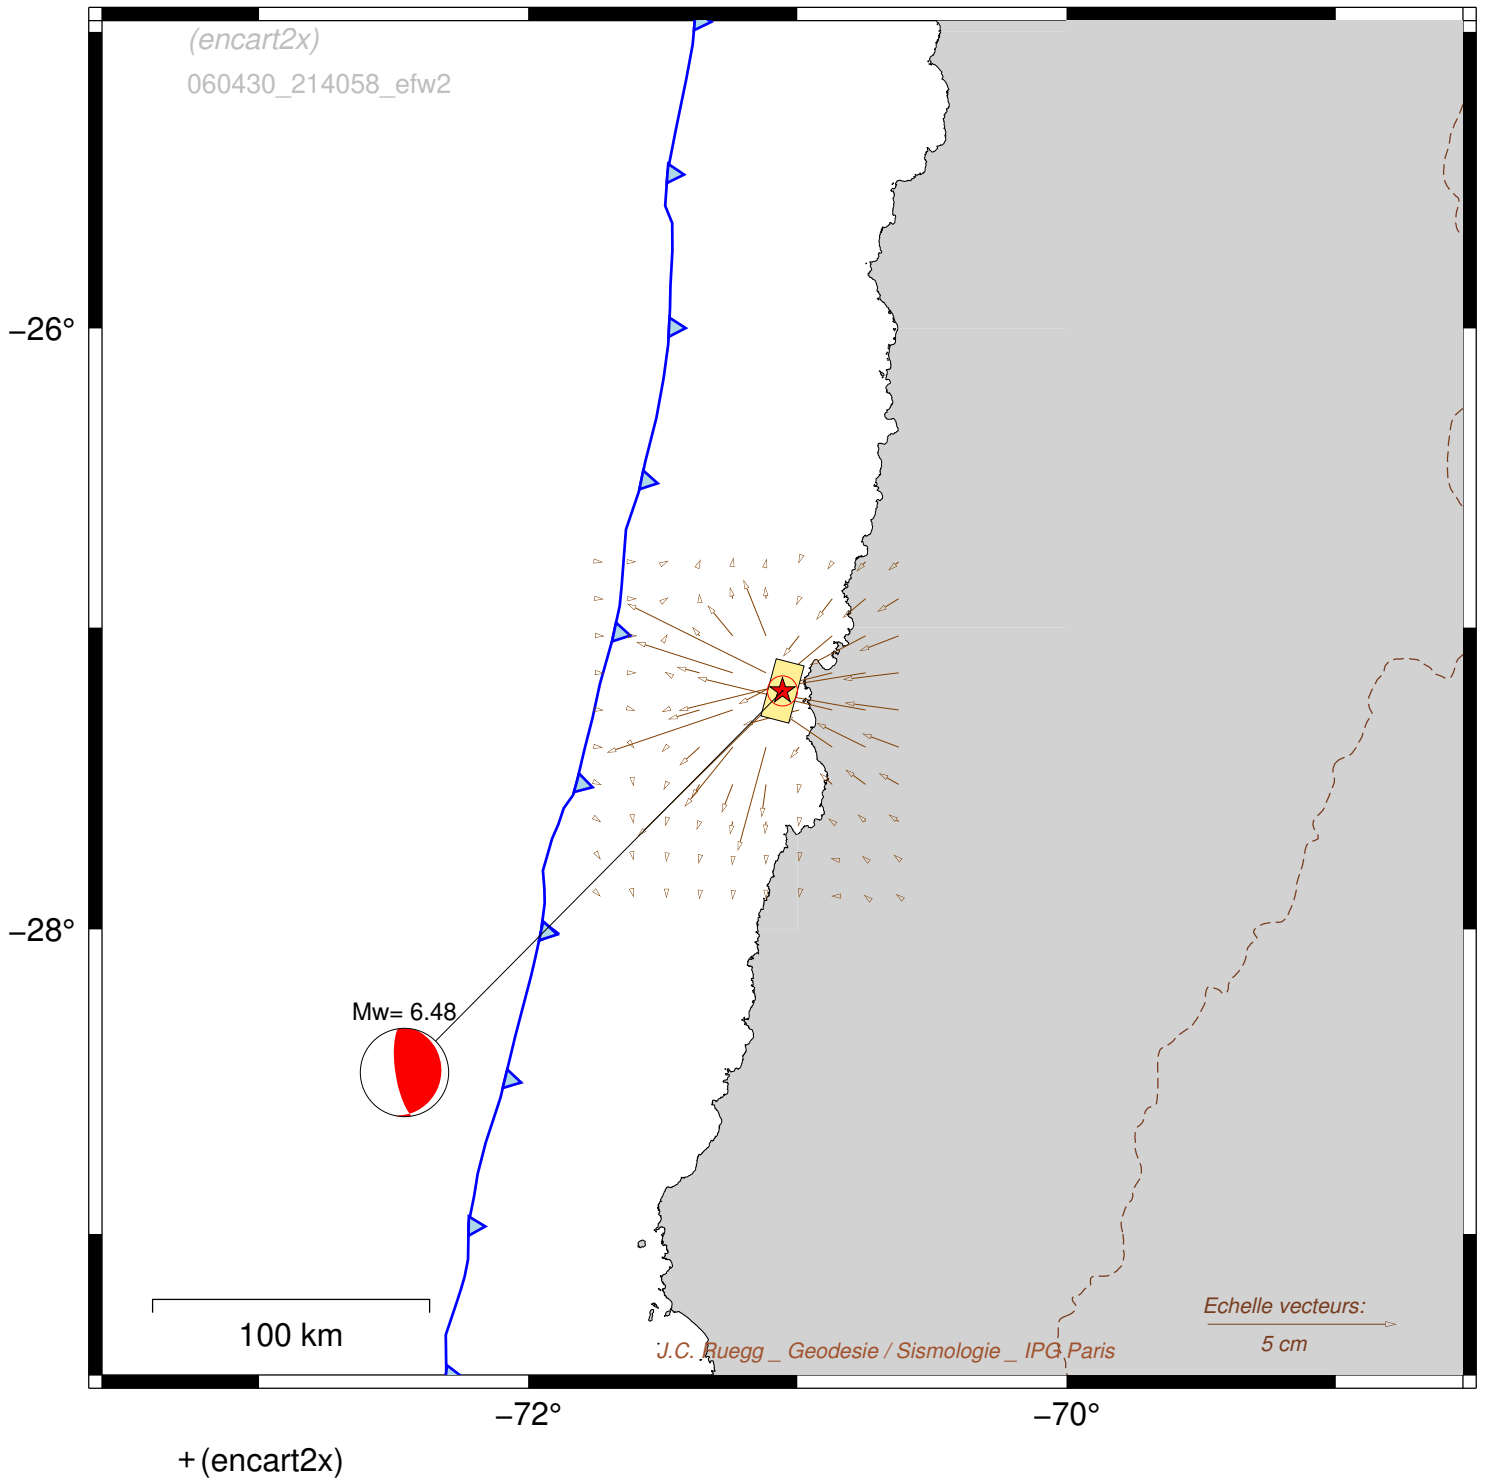 (encart2x)
060430_214058_efw2
−26°
−28°
Mw= 6.48
100 km
Echelle vecteurs:
5 cm
J.C. Ruegg _ Geodesie / Sismologie _ IPG Paris
−72°
−70°
+ (encart2x)